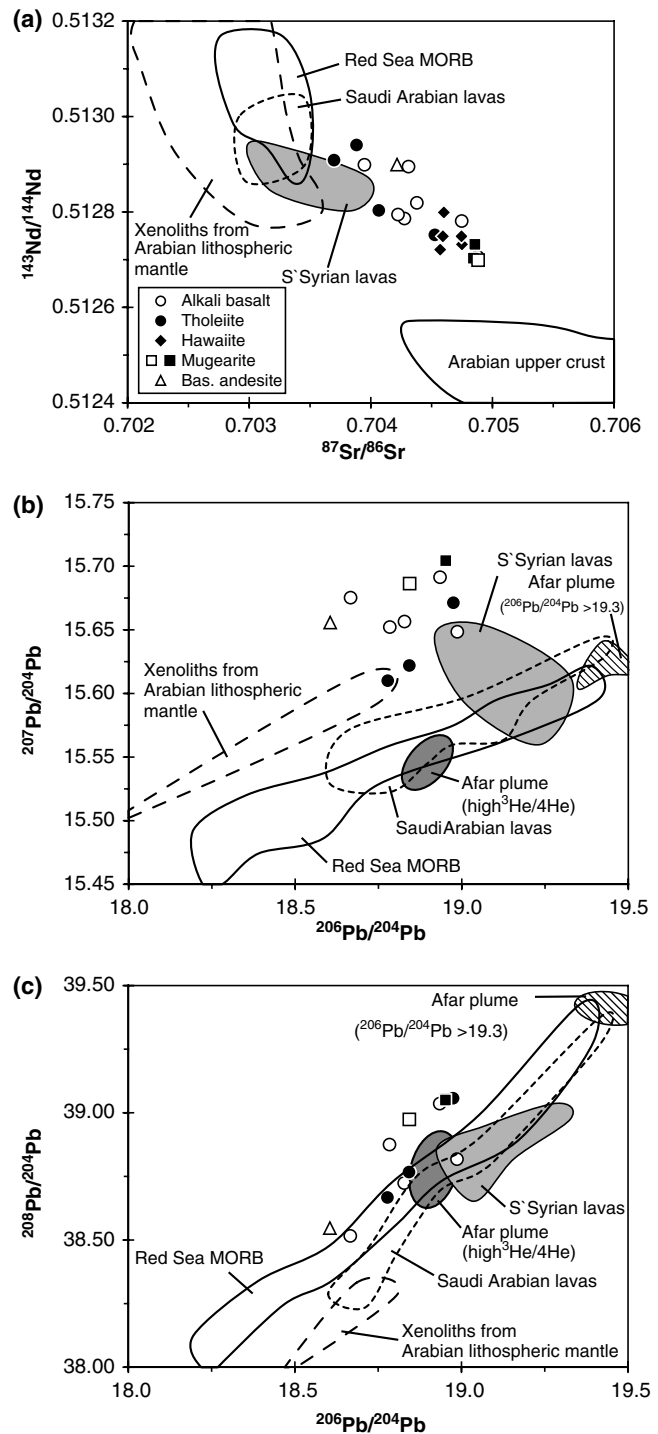 (a)
0.5132
0.5130
0.5128
0.5126
0.5124
143Nd/144Nd
Red Sea MORB
Saudi Arabian lavas
Xenoliths from
Arabian lithospheric
mantle
S`Syrian lavas
Alkali basalt
Tholeiite
Hawaiite
Mugearite
Bas. andesite
Arabian upper crust
0.702 0.703 0.704 0.705 0.706
87Sr/86Sr
(b)
15.75
15.70
15.65
15.60
15.55
15.50
15.45
207Pb/204Pb
S`Syrian lavas
Afar plume
(206Pb/204Pb >19.3)
Xenoliths from
Arabian lithospheric
mantle
Afar plume
(high3He/4He)
SaudiArabian lavas
Red Sea MORB
18.0 18.5 19.0 19.5
206Pb/204Pb
(c)
39.50
39.00
38.50
38.00
208Pb/204Pb
Afar plume
(206Pb/204Pb >19.3)
S`Syrian lavas
Afar plume
(high3He/4He)
Red Sea MORB
Saudi Arabian lavas
Xenoliths from
Arabian lithospheric mantle
18.0 18.5 19.0 19.5
206Pb/204Pb